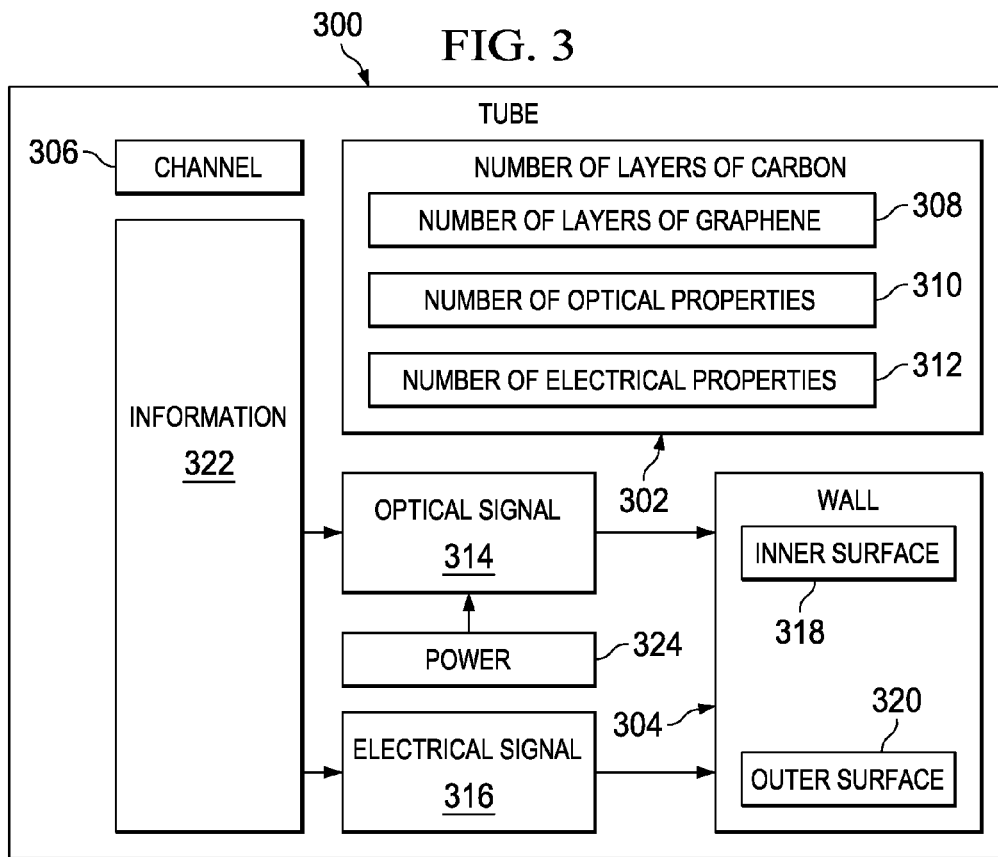 FIG. 3
300
TUBE
306
CHANNEL
NUMBER OF LAYERS OF CARBON
NUMBER OF LAYERS OF GRAPHENE
308
NUMBER OF OPTICAL PROPERTIES
310
NUMBER OF ELECTRICAL PROPERTIES
312
302
INFORMATION
322
OPTICAL SIGNAL
314
POWER
324
ELECTRICAL SIGNAL
316
WALL
INNER SURFACE
318
304
320
OUTER SURFACE